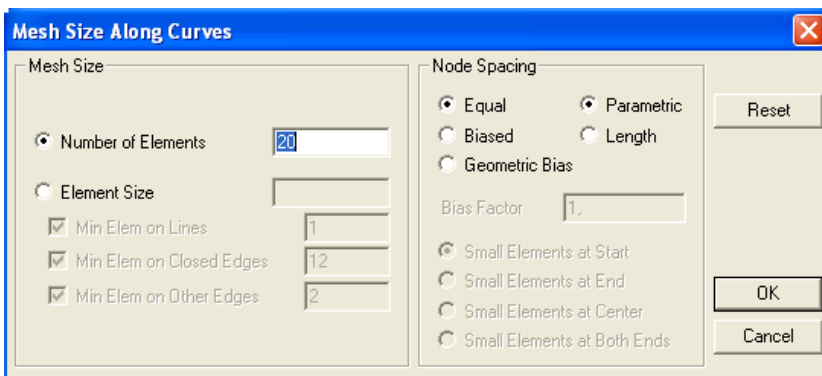 Mesh Size Along Curves
Mesh Size
Number of Elements 20
Element Size
Min Elem on Lines 1
Min Elem on Closed Edges 12
Min Elem on Other Edges 2
Node Spacing
Equal Parametric
Biased Length
Geometric Bias
Bias Factor 1,
Small Elements at Start
Small Elements at End
Small Elements at Center
Small Elements at Both Ends
Reset
OK
Cancel